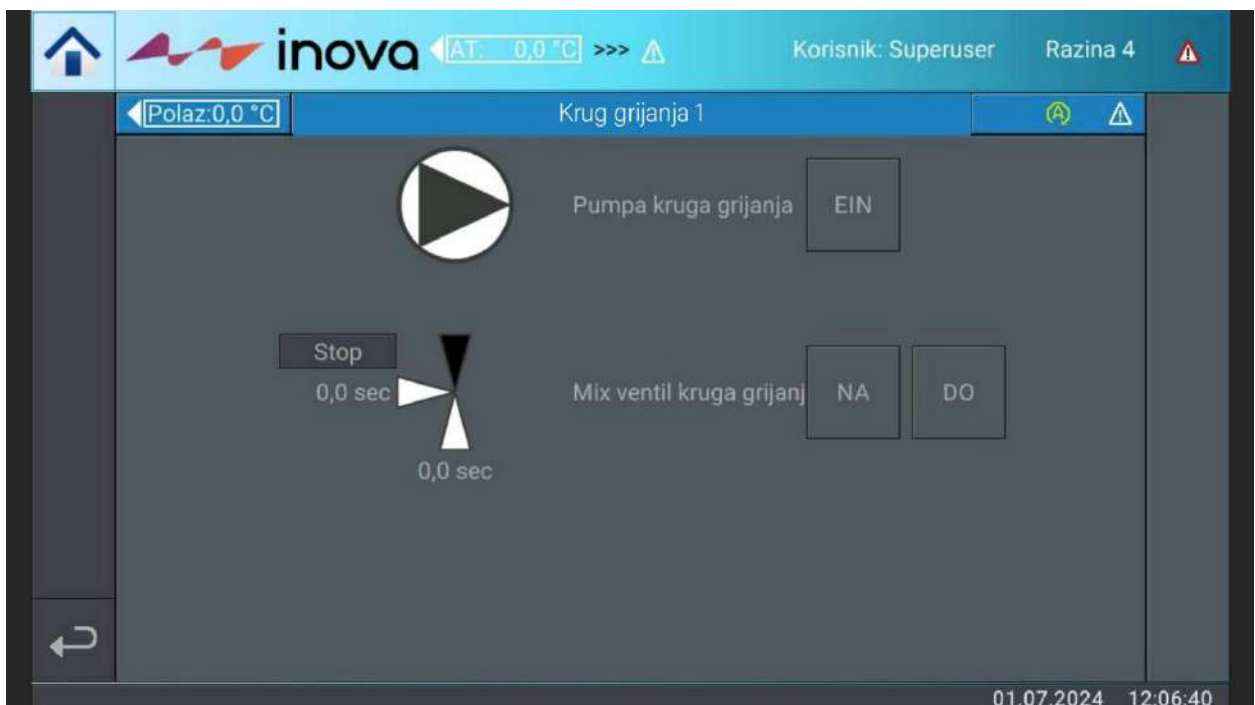 inova AT: 0,0 °C >>> Korisnik: Superuser Razina 4
Polaz:0,0 °C Krug grijanja 1 A
Pumpa kruga grijanja EIN
Stop
0,0 sec Mix ventil kruga grijanj NA DO
0,0 sec
01.07.2024 12:06:40